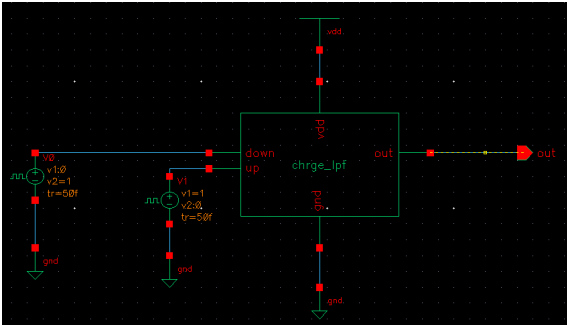 vdd
vdd
down
up
chrge_lpf
out
out
gnd
V0
v1:0
v2=1
tr=50f
V1
v1=1
v2:0
tr=50f
gnd
gnd
gnd